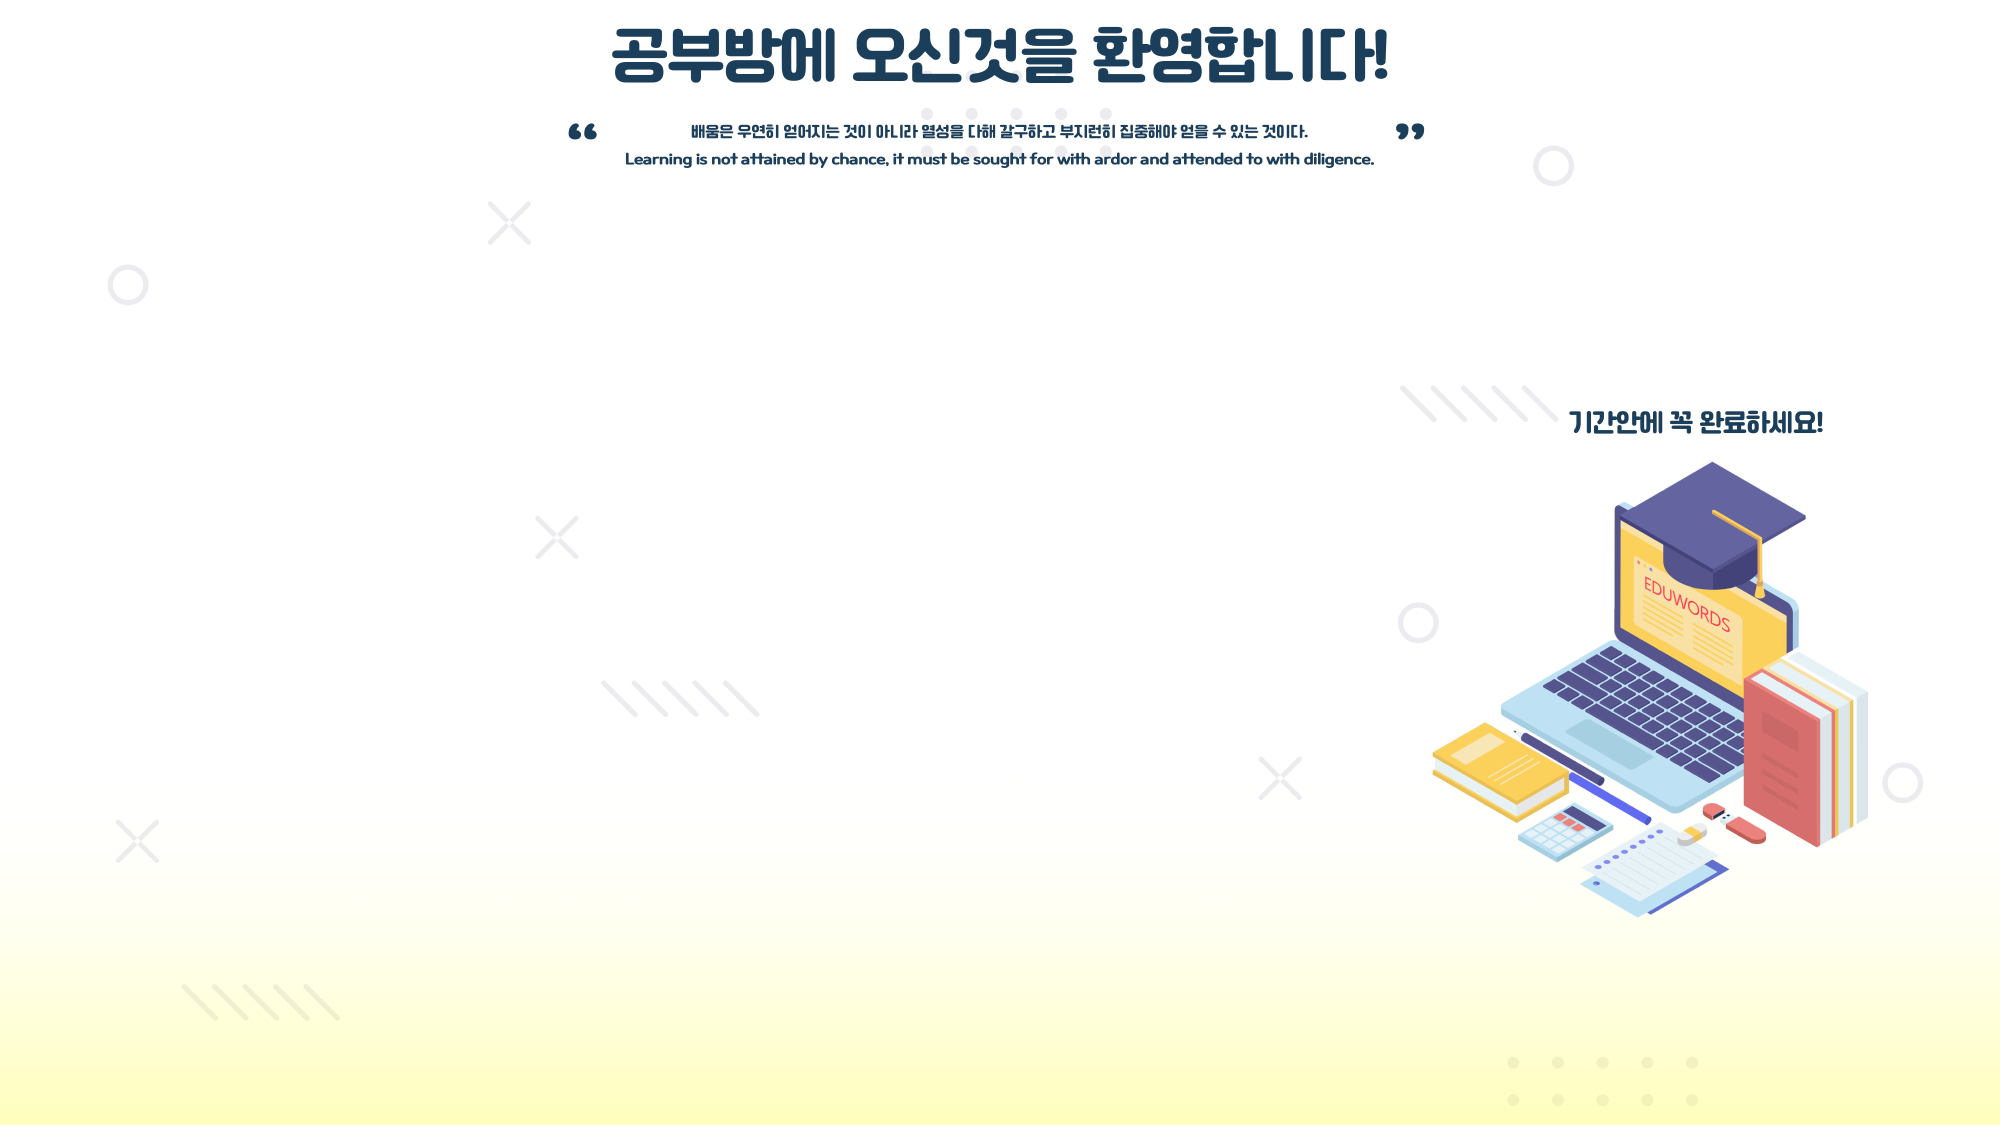 공부방에 오신것을 환영합니다!
“ 배움은 우연히 얻어지는 것이 아니라 열성을 다해 갈구하고 부지런히 집중해야 얻을 수 있는 것이다. ”
Learning is not attained by chance, it must be sought for with ardor and attended to with diligence.
기간안에 꼭 완료하세요!
EDUWORDS